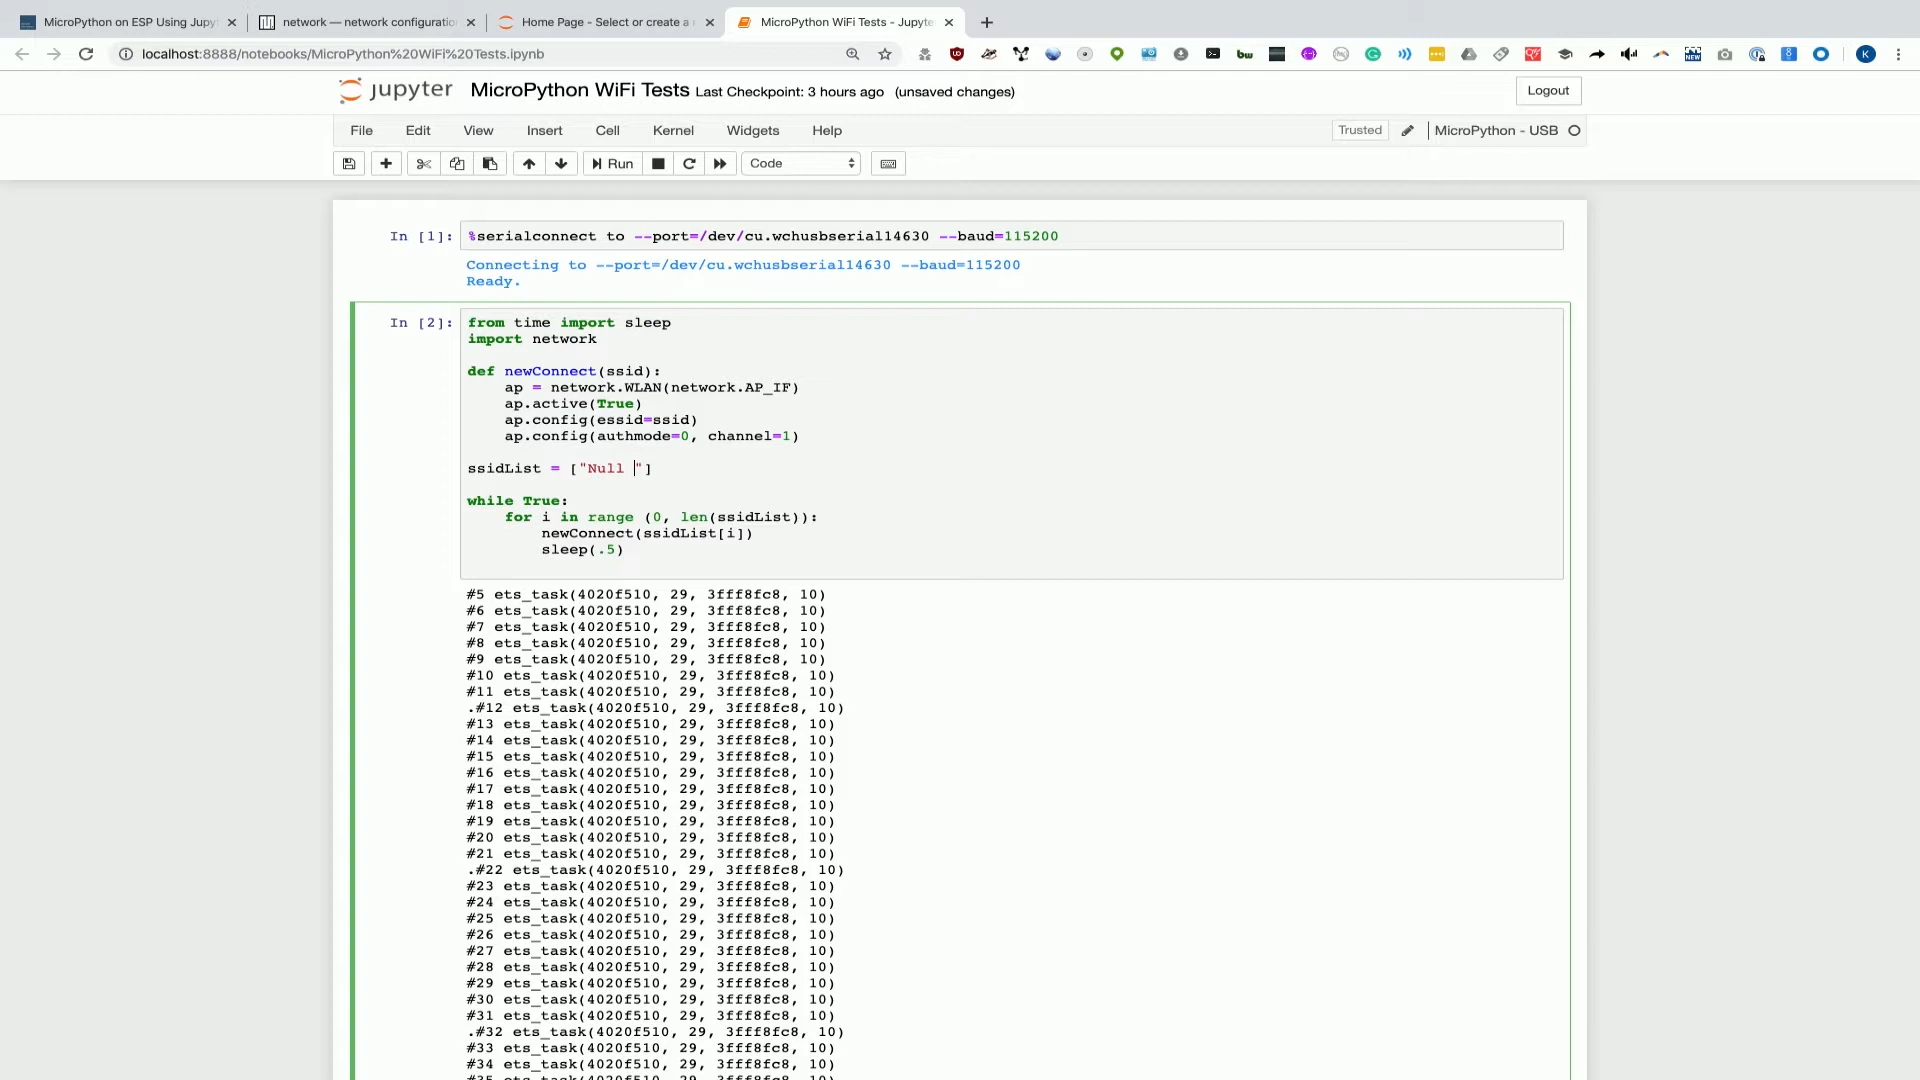 MicroPython on ESP Using Jupy
network — network configuratio
Home Page - Select or create a
MicroPython WiFi Tests - Jupyte
localhost:8888/notebooks/MicroPython%20WiFi%20Tests.ipynb
jupyter MicroPython WiFi Tests Last Checkpoint: 3 hours ago (unsaved changes)
Logout
File Edit View Insert Cell Kernel Widgets Help
Trusted MicroPython - USB
Run Code
In [1]: %serialconnect to --port=/dev/cu.wchusbserial14630 --baud=115200
Connecting to --port=/dev/cu.wchusbserial14630 --baud=115200
Ready.
In [2]: from time import sleep
import network
def newConnect(ssid):
ap = network.WLAN(network.AP_IF)
ap.active(True)
ap.config(essid=ssid)
ap.config(authmode=0, channel=1)
ssidList = ["Null "]
while True:
for i in range (0, len(ssidList)):
newConnect(ssidList[i])
sleep(.5)
#5 ets_task(4020f510, 29, 3fff8fc8, 10)
#6 ets_task(4020f510, 29, 3fff8fc8, 10)
#7 ets_task(4020f510, 29, 3fff8fc8, 10)
#8 ets_task(4020f510, 29, 3fff8fc8, 10)
#9 ets_task(4020f510, 29, 3fff8fc8, 10)
#10 ets_task(4020f510, 29, 3fff8fc8, 10)
#11 ets_task(4020f510, 29, 3fff8fc8, 10)
.#12 ets_task(4020f510, 29, 3fff8fc8, 10)
#13 ets_task(4020f510, 29, 3fff8fc8, 10)
#14 ets_task(4020f510, 29, 3fff8fc8, 10)
#15 ets_task(4020f510, 29, 3fff8fc8, 10)
#16 ets_task(4020f510, 29, 3fff8fc8, 10)
#17 ets_task(4020f510, 29, 3fff8fc8, 10)
#18 ets_task(4020f510, 29, 3fff8fc8, 10)
#19 ets_task(4020f510, 29, 3fff8fc8, 10)
#20 ets_task(4020f510, 29, 3fff8fc8, 10)
#21 ets_task(4020f510, 29, 3fff8fc8, 10)
.#22 ets_task(4020f510, 29, 3fff8fc8, 10)
#23 ets_task(4020f510, 29, 3fff8fc8, 10)
#24 ets_task(4020f510, 29, 3fff8fc8, 10)
#25 ets_task(4020f510, 29, 3fff8fc8, 10)
#26 ets_task(4020f510, 29, 3fff8fc8, 10)
#27 ets_task(4020f510, 29, 3fff8fc8, 10)
#28 ets_task(4020f510, 29, 3fff8fc8, 10)
#29 ets_task(4020f510, 29, 3fff8fc8, 10)
#30 ets_task(4020f510, 29, 3fff8fc8, 10)
#31 ets_task(4020f510, 29, 3fff8fc8, 10)
.#32 ets_task(4020f510, 29, 3fff8fc8, 10)
#33 ets_task(4020f510, 29, 3fff8fc8, 10)
#34 ets_task(4020f510, 29, 3fff8fc8, 10)